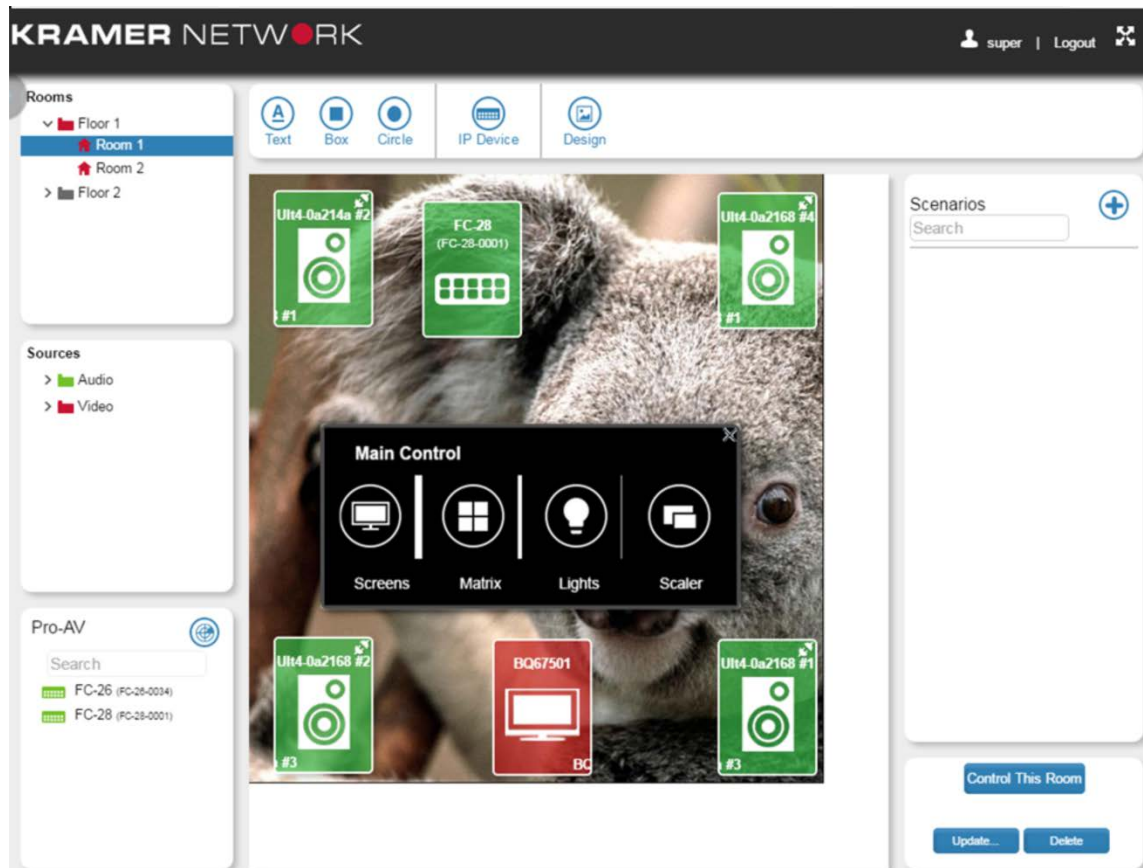 KRAMER NETWORK
super | Logout
Rooms
Floor 1
Room 1
Room 2
Floor 2
Text Box Circle IP Device Design
Sources
Audio
Video
Pro-AV
Search
FC-26 (FC-26-0034)
FC-28 (FC-28-0001)
Ult4-0a214a #2
#1
FC-28
(FC-28-0001)
Ult4-0a2168 #4
#1
Main Control
Screens Matrix Lights Scaler
Ult4-0a2168 #2
#3
BQ67501
BQ
Ult4-0a2168 #1
#3
Scenarios
Search
Control This Room
Update... Delete